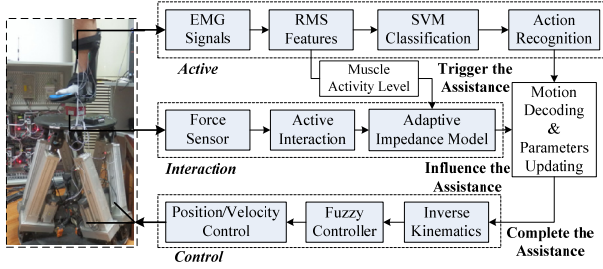 EMG
Signals
RMS
Features
SVM
Classification
Action
Recognition
Active
Muscle
Activity Level
Trigger the
Assistance
Force
Sensor
Active
Interaction
Adaptive
Impedance Model
Motion
Decoding
&
Parameters
Updating
Interaction
Influence the
Assistance
Position/Velocity
Control
Fuzzy
Controller
Inverse
Kinematics
Complete the
Assistance
Control